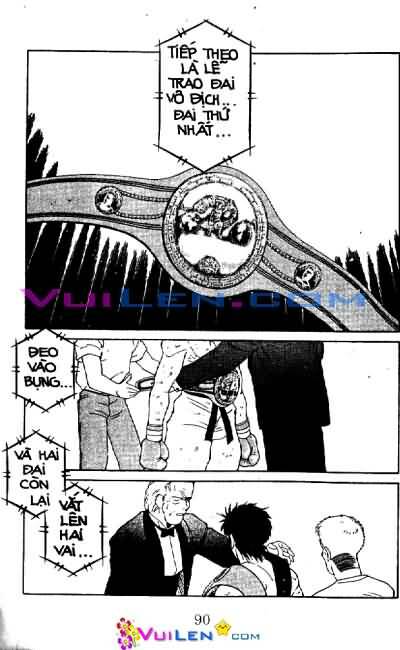 TIẾP THEO
LÀ LỄ
TRAO ĐAI
VÔ ĐỊCH...
ĐAI THỨ
NHẤT...
VUILEN.COM
ĐEO
VÀO
BỤNG...
VÀ HAI
ĐAI
CÒN
LẠI
VẮT
LÊN
HAI
VAI...
90
VUILEN.COM